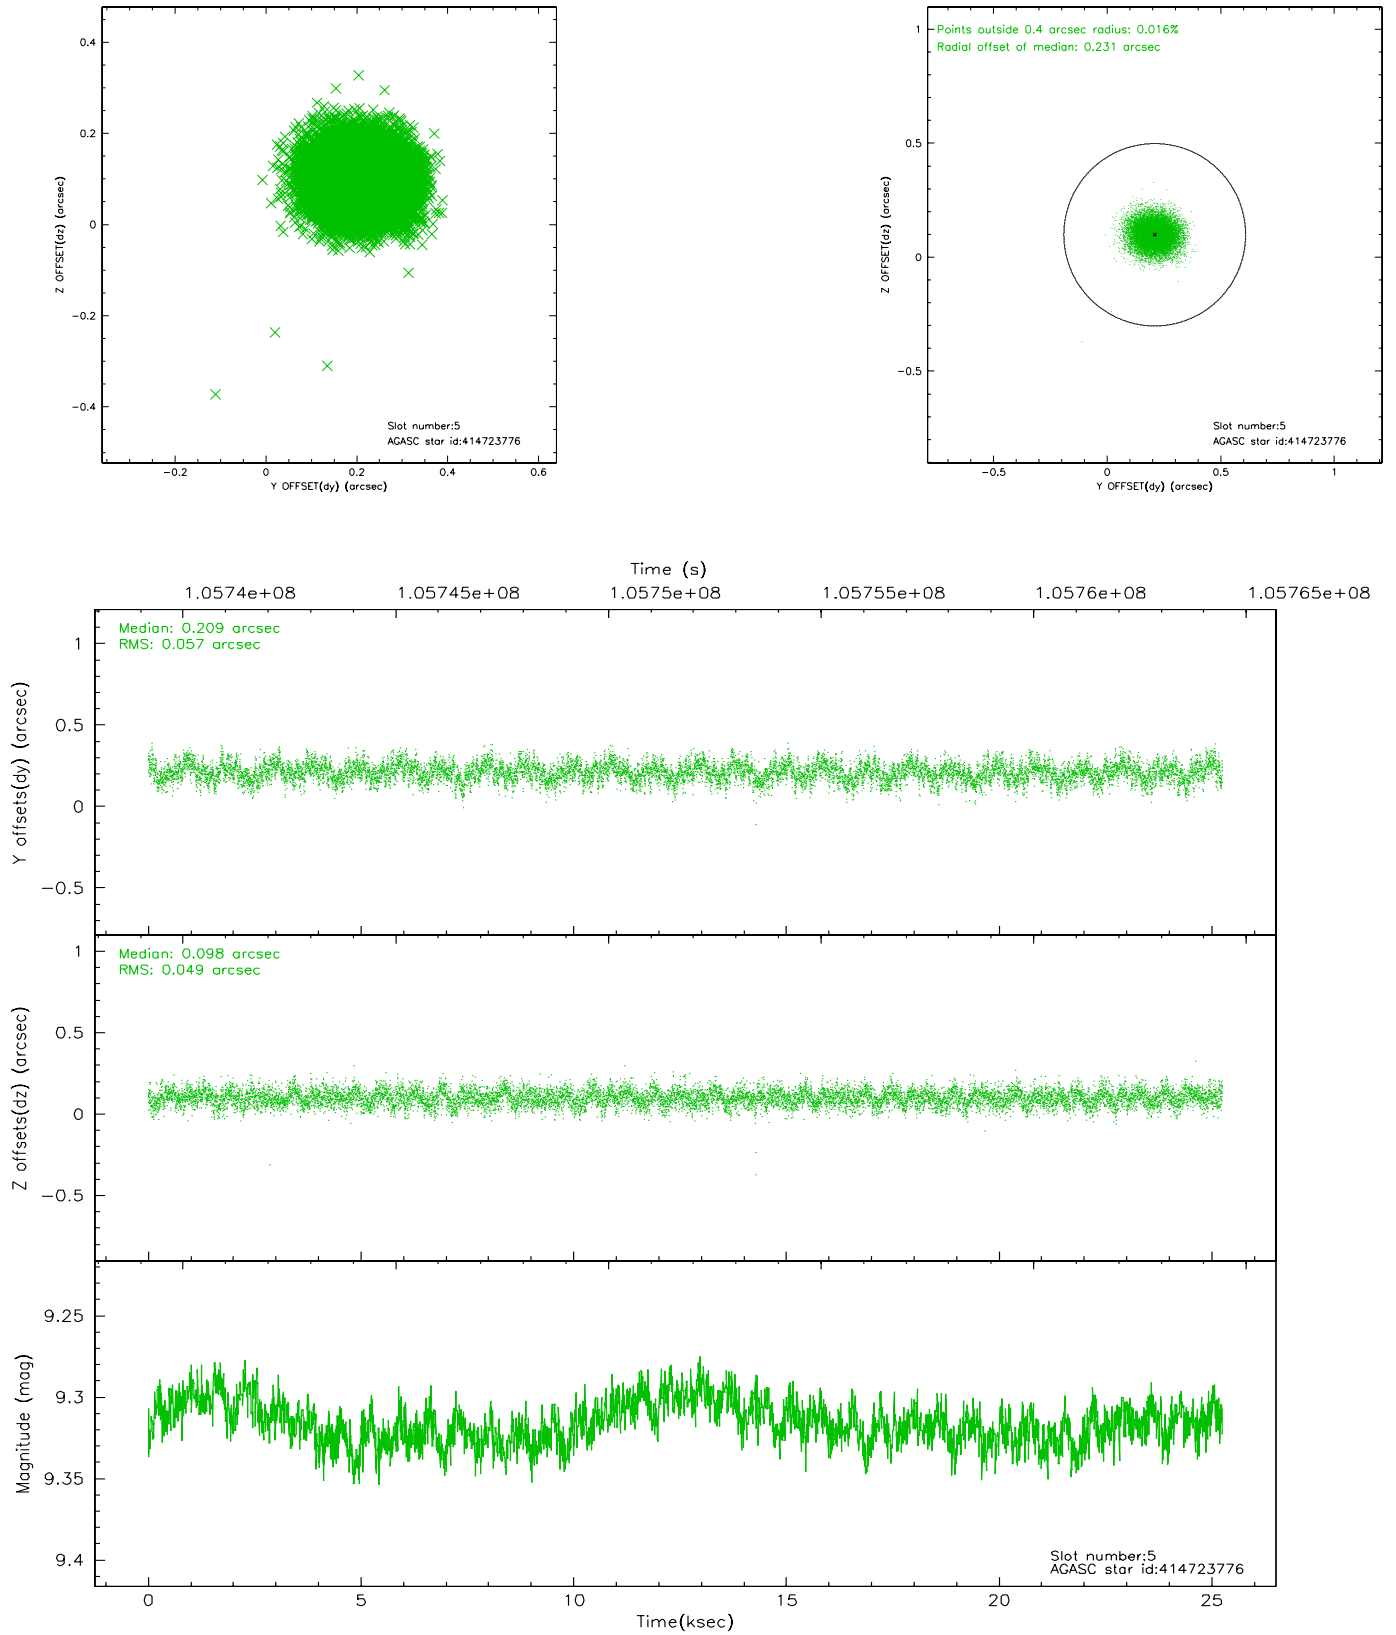 0.4
0.2
0
−0.2
−0.4
Z OFFSET(dz) (arcsec)
Slot number:5
AGASC star id:414723776
−0.2 0 0.2 0.4 0.6
Y OFFSET(dy) (arcsec)
Points outside 0.4 arcsec radius: 0.016%
Radial offset of median: 0.231 arcsec
1
0.5
0
−0.5
Z OFFSET(dz) (arcsec)
Slot number:5
AGASC star id:414723776
−0.5 0 0.5 1
Y OFFSET(dy) (arcsec)
Time (s)
1.0574e+08 1.05745e+08 1.0575e+08 1.05755e+08 1.0576e+08 1.05765e+08
Median: 0.209 arcsec
RMS: 0.057 arcsec
1
0.5
0
−0.5
Y offsets(dy) (arcsec)
Median: 0.098 arcsec
RMS: 0.049 arcsec
1
0.5
0
−0.5
Z offsets(dz) (arcsec)
9.25
9.3
9.35
9.4
Magnitude (mag)
Slot number:5
AGASC star id:414723776
0 5 10 15 20 25
Time(ksec)